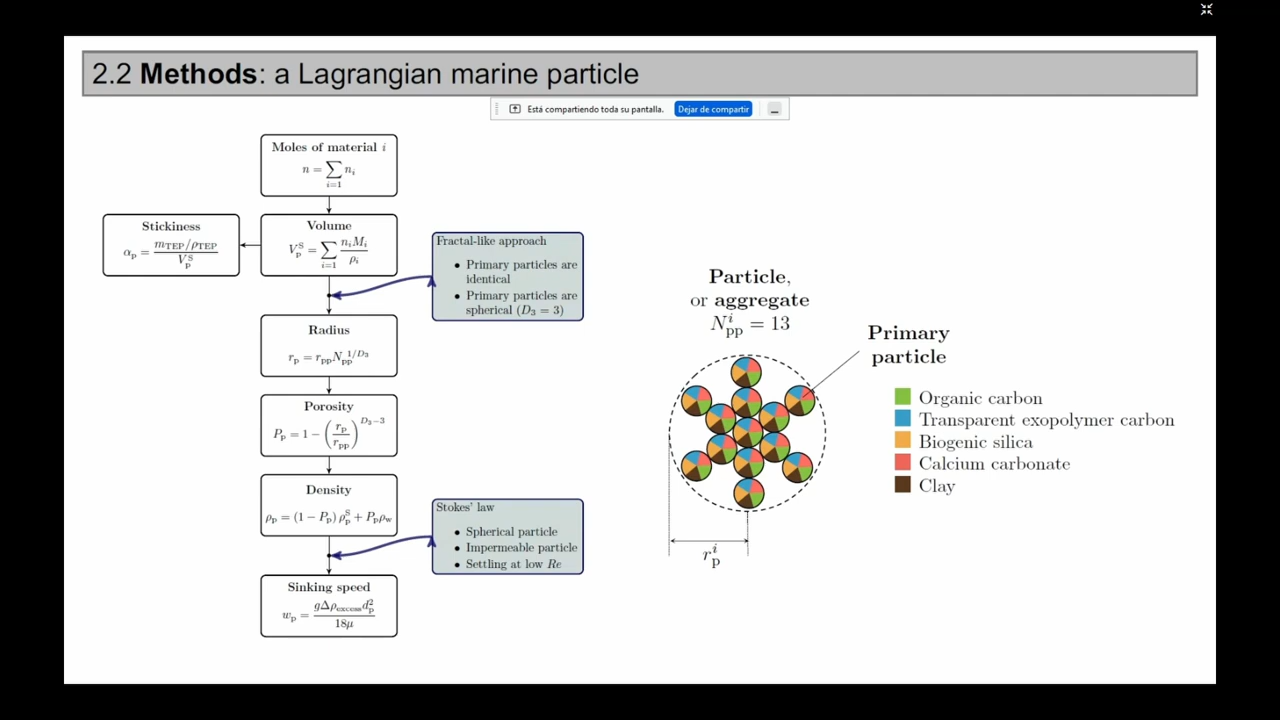 2.2 Methods: a Lagrangian marine particle
Está compartiendo toda su pantalla.
Dejar de compartir
Moles of material i
n = ∑_{i=1} n_i
Stickiness
α_p = (m_TEP/ρ_TEP) / V_p^S
Volume
V_p^S = ∑_{i=1} (n_i M_i) / ρ_i
Fractal-like approach
• Primary particles are
identical
• Primary particles are
spherical (D_3 = 3)
Radius
r_p = r_pp N_pp^{1/D_3}
Porosity
P_p = 1 − (r_p / r_pp)^{D_3−3}
Density
ρ_p = (1 − P_p) ρ_p^S + P_p ρ_w
Stokes' law
• Spherical particle
• Impermeable particle
• Settling at low Re
Sinking speed
w_p = (g Δρ_excess d_p^2) / 18μ
Particle,
or aggregate
N_pp^i = 13
Primary
particle
Organic carbon
Transparent exopolymer carbon
Biogenic silica
Calcium carbonate
Clay
r_p^i